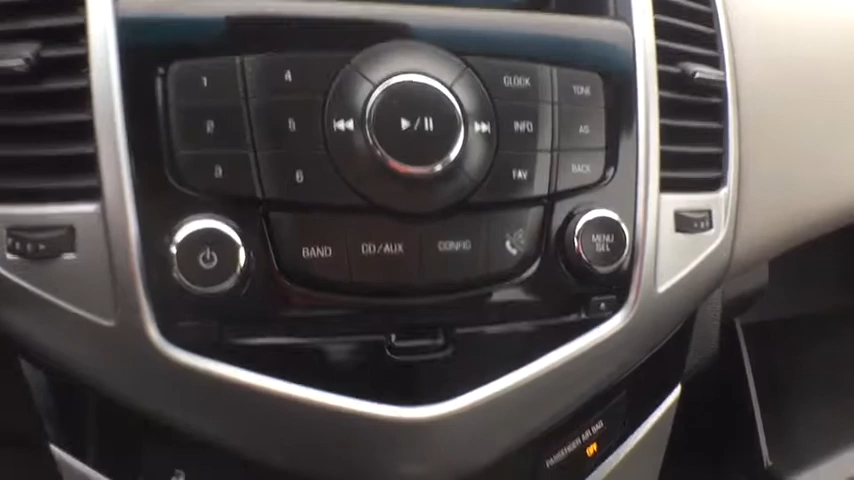 1
4
CLOCK
TONE
2
5
INFO
AS
3
6
FAV
BACK
BAND
CD/AUX
CONFIG
MENU
SEL
PASSENGER AIR BAG
OFF